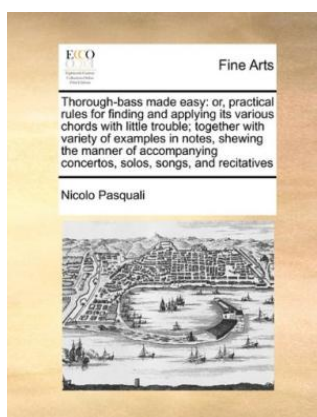 ECCO
Fine Arts
Thorough-bass made easy: or, practical
rules for finding and applying its various
chords with little trouble; together with
variety of examples in notes, shewing
the manner of accompanying
concertos, solos, songs, and recitatives
Nicolo Pasquali